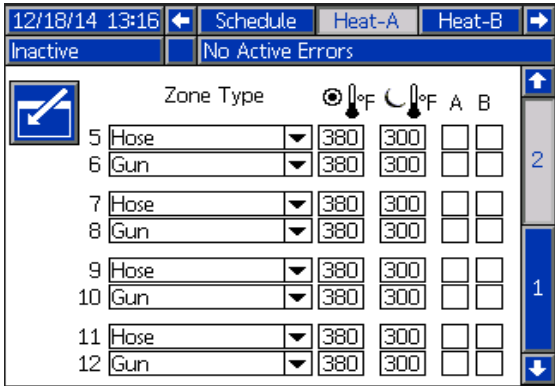 12/18/14 13:16 Schedule Heat-A Heat-B
Inactive No Active Errors
Zone Type °F °F A B
5 Hose 380 300
6 Gun 380 300
7 Hose 380 300
8 Gun 380 300
9 Hose 380 300
10 Gun 380 300
11 Hose 380 300
12 Gun 380 300
2
1